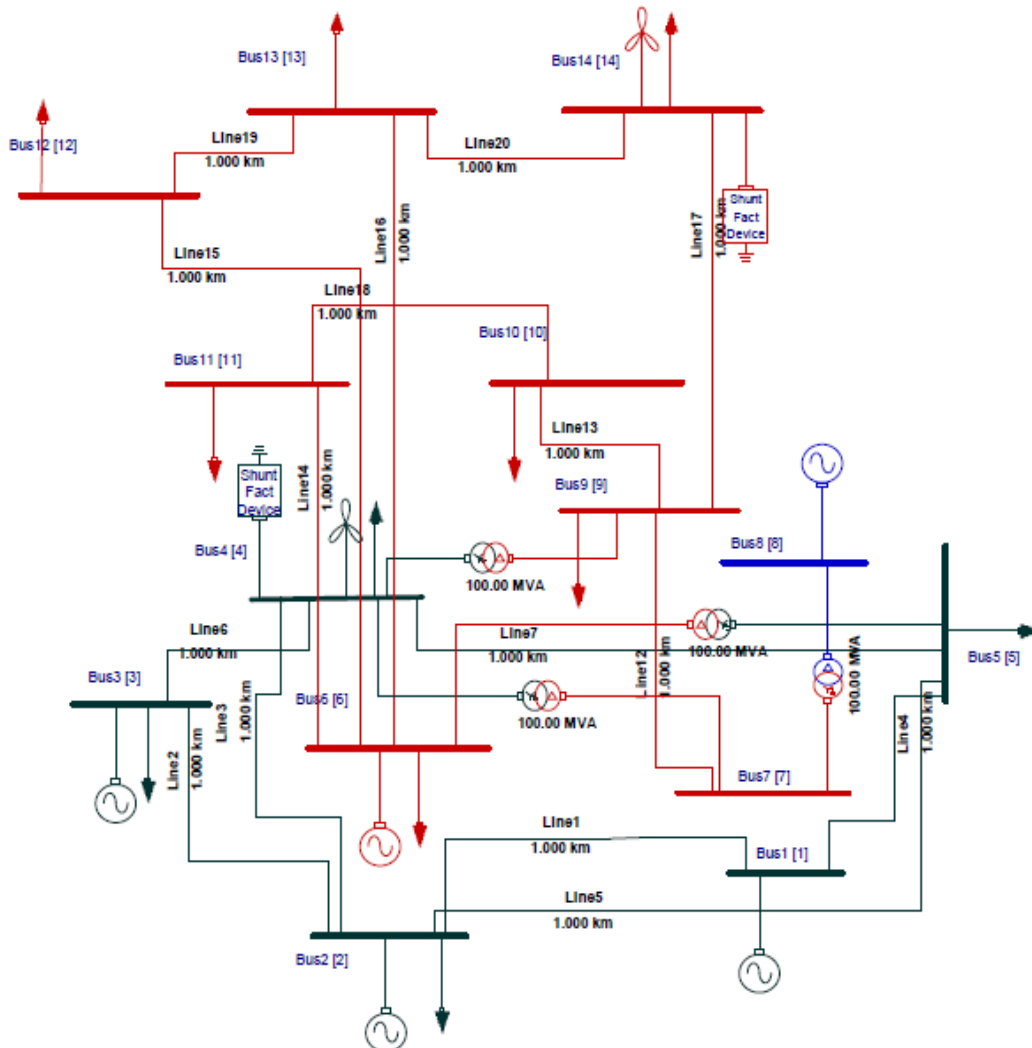 Bus13 [13]
Bus14 [14]
Line19
1.000 km
Line20
1.000 km
Bus12 [12]
Line16
1.000 km
Line17
1.000 km
Shunt
Fact
Device
Line15
1.000 km
Line18
1.000 km
Bus10 [10]
Bus11 [11]
Line13
1.000 km
Line14
1.000 km
Shunt
Fact
Device
Bus9 [9]
Bus4 [4]
Bus8 [8]
100.00 MVA
Line6
1.000 km
Line7
1.000 km
100.00 MVA
Bus5 [5]
Line12
1.000 km
100.00 MVA
Bus3 [3]
Line3
1.000 km
Bus6 [6]
100.00 MVA
Line2
1.000 km
Line4
1.000 km
Bus7 [7]
Line1
1.000 km
Bus1 [1]
Line5
1.000 km
Bus2 [2]